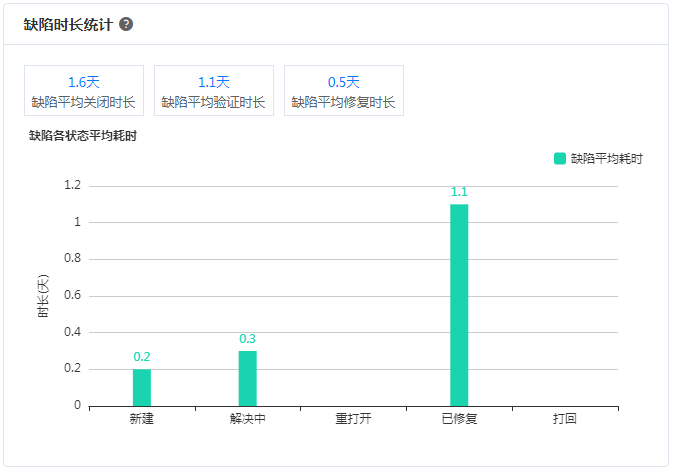 缺陷时长统计 ?
1.6天 1.1天 0.5天
缺陷平均关闭时长 缺陷平均验证时长 缺陷平均修复时长
缺陷各状态平均耗时
缺陷平均耗时
时长(天)
1.2
1
0.8
0.6
0.4
0.2
0
0.2
0.3
1.1
新建 解决中 重打开 已修复 打回